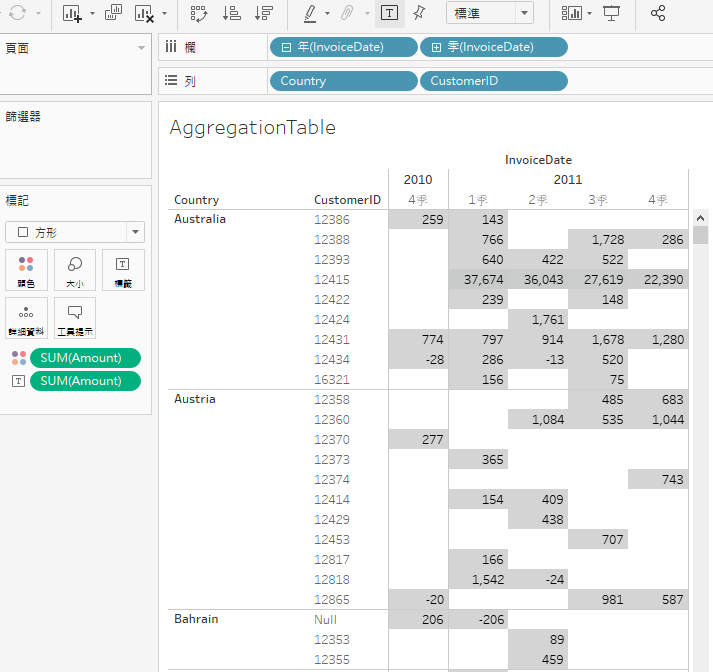 標準
頁面
欄 年(InvoiceDate) 季(InvoiceDate)
列 Country CustomerID
篩選器
標記
方形
顏色 大小 標籤
詳細資料 工具提示
SUM(Amount)
SUM(Amount)
AggregationTable
InvoiceDate
2010 2011
Country CustomerID 4季 1季 2季 3季 4季
Australia 12386 259 143
12388 766 1,728 286
12393 640 422 522
12415 37,674 36,043 27,619 22,390
12422 239 148
12424 1,761
12431 774 797 914 1,678 1,280
12434 -28 286 -13 520
16321 156 75
Austria 12358 485 683
12360 1,084 535 1,044
12370 277
12373 365
12374 743
12414 154 409
12429 438
12453 707
12817 166
12818 1,542 -24
12865 -20 981 587
Bahrain Null 206 -206
12353 89
12355 459